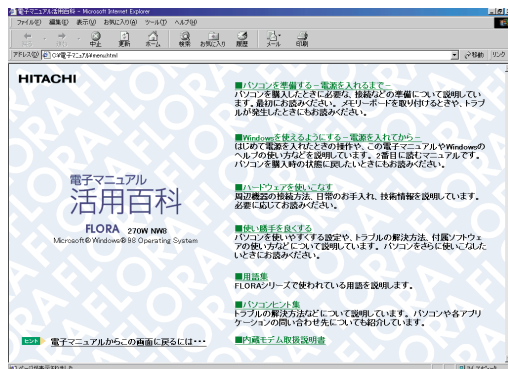 電子マニュアル活用百科 - Microsoft Internet Explorer
ファイル(F) 編集(E) 表示(V) お気に入り(A) ツール(T) ヘルプ(H)
戻る 進む 中止 更新 ホーム 検索 お気に入り 履歴 メール 印刷
アドレス(D) 移動 リンク
HITACHI
電子マニュアル
活用百科
FLORA 270W NW8
Microsoft® Windows® 98 Operating System
ヒント 電子マニュアルからこの画面に戻るには・・・
■パソコンを準備する－電源を入れるまで－
パソコンを購入したときに必要な、接続などの準備について説明してい
ます。最初にお読みください。メモリーボードを取り付けるときや、トラブ
ルが発生したときにもお読みください。
■Windowsを使えるようにする－電源を入れてから－
はじめて電源を入れたときの操作や、この電子マニュアルやWindowsの
ヘルプの使い方などを説明しています。2番目に読むマニュアルです。
パソコンを購入時の状態に戻したいときにもお読みください。
■ハードウェアを使いこなす
周辺機器の接続方法、日常のお手入れ、技術情報を説明しています。
必要に応じてお読みください。
■使い勝手を良くする
パソコンを使いやすくする設定や、トラブルの解決方法、付属ソフトウェ
アの使い方などについて説明しています。パソコンをさらに使いこなした
いときにお読みください。
■用語集
FLORAシリーズで使われている用語を説明します。
■パソコンヒント集
トラブルの解決方法などについて説明しています。パソコンや各アプリ
ケーションの問い合わせ先についても紹介しています。
■内蔵モデム取扱説明書